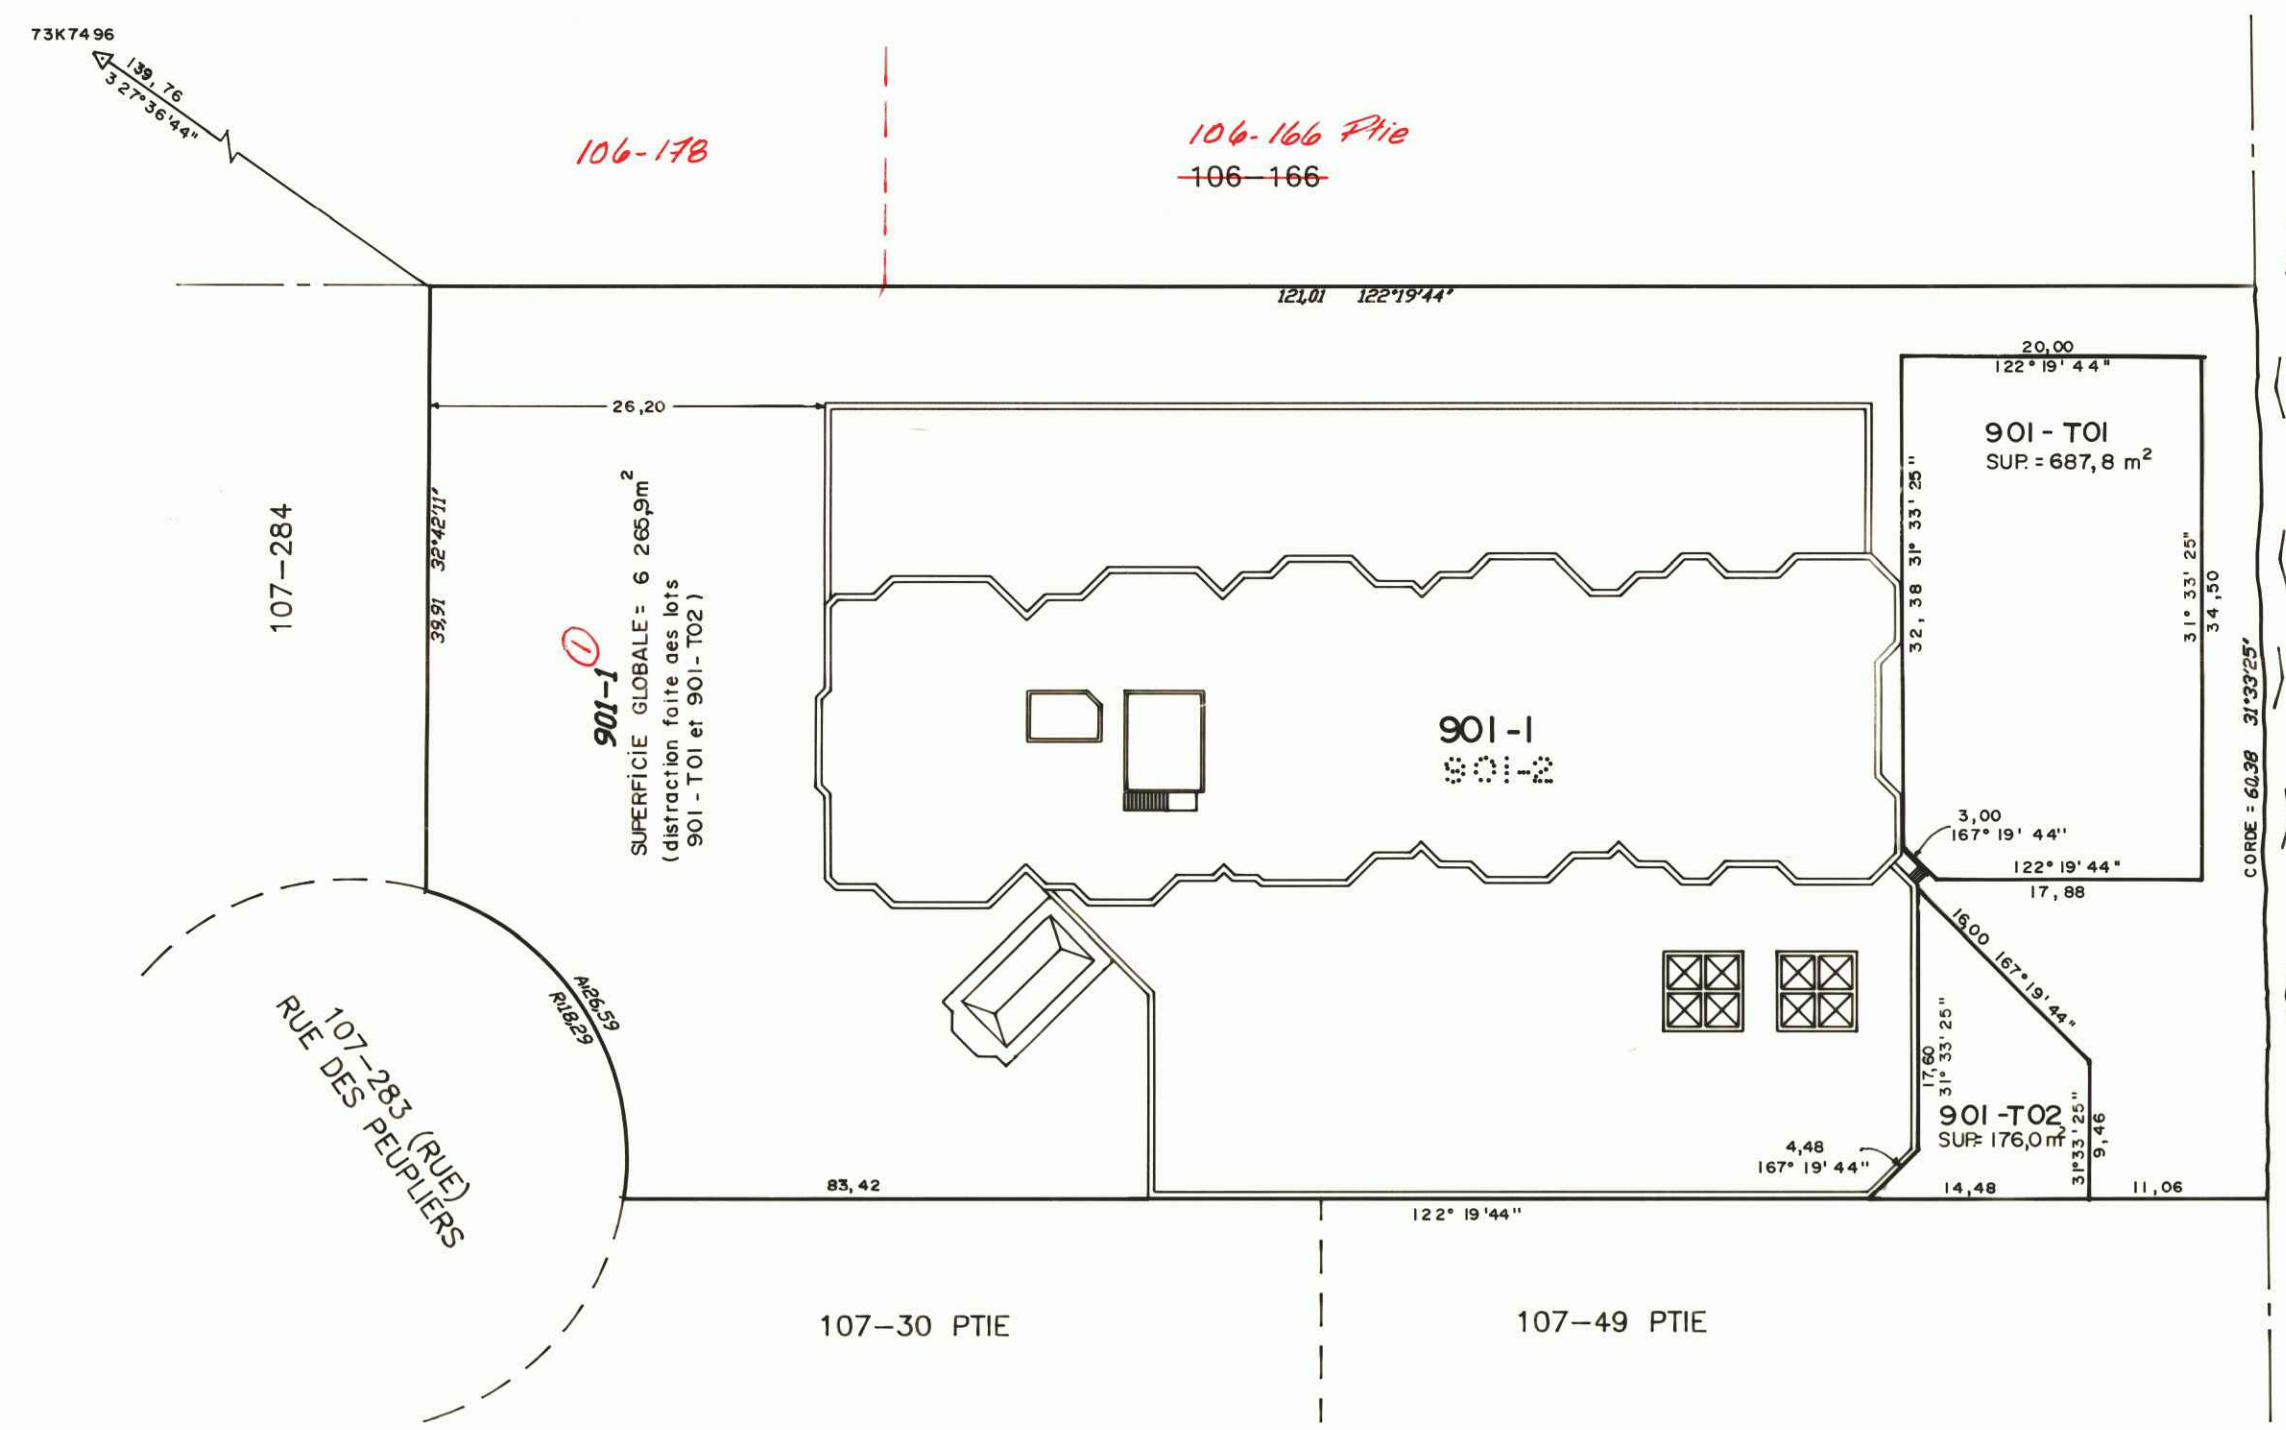 73K7496
139,76
327°36'44"
106-178
106-166 Ptie
106-166
121,01 122°19'44"
20,00
122° 19' 44"
26,20
901-T01
SUP. = 687,8 m²
107-284
39,91 32°42'11"
901-1
1
SUPERFICIE GLOBALE = 6 265,9m²
(distraction faite des lots
901-T01 et 901-T02)
32,38 31° 33' 25"
31° 33' 25"
34,50
901-1
901-2
CORDE = 60,38 31°33'25"
3,00
167° 19' 44"
122° 19' 44"
17,88
16,00 167° 19' 44"
A:26,59
R:18,29
107-283 (RUE)
RUE DES PEUPLIERS
17,60
31° 33' 25"
901-T02
SUP= 176,0 m²
31°33'25"
9,46
4,48
167° 19' 44"
83,42
14,48
11,06
122° 19'44"
107-30 PTIE
107-49 PTIE